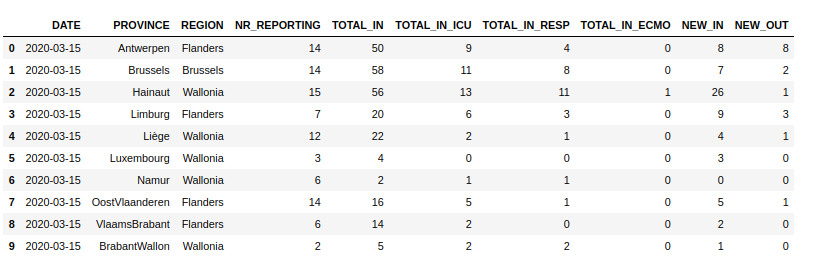 DATE PROVINCE REGION NR_REPORTING TOTAL_IN TOTAL_IN_ICU TOTAL_IN_RESP TOTAL_IN_ECMO NEW_IN NEW_OUT
0 2020-03-15 Antwerpen Flanders 14 50 9 4 0 8 8
1 2020-03-15 Brussels Brussels 14 58 11 8 0 7 2
2 2020-03-15 Hainaut Wallonia 15 56 13 11 1 26 1
3 2020-03-15 Limburg Flanders 7 20 6 3 0 9 3
4 2020-03-15 Liège Wallonia 12 22 2 1 0 4 1
5 2020-03-15 Luxembourg Wallonia 3 4 0 0 0 3 0
6 2020-03-15 Namur Wallonia 6 2 1 1 0 0 0
7 2020-03-15 OostVlaanderen Flanders 14 16 5 1 0 5 1
8 2020-03-15 VlaamsBrabant Flanders 6 14 2 0 0 2 0
9 2020-03-15 BrabantWallon Wallonia 2 5 2 2 0 1 0